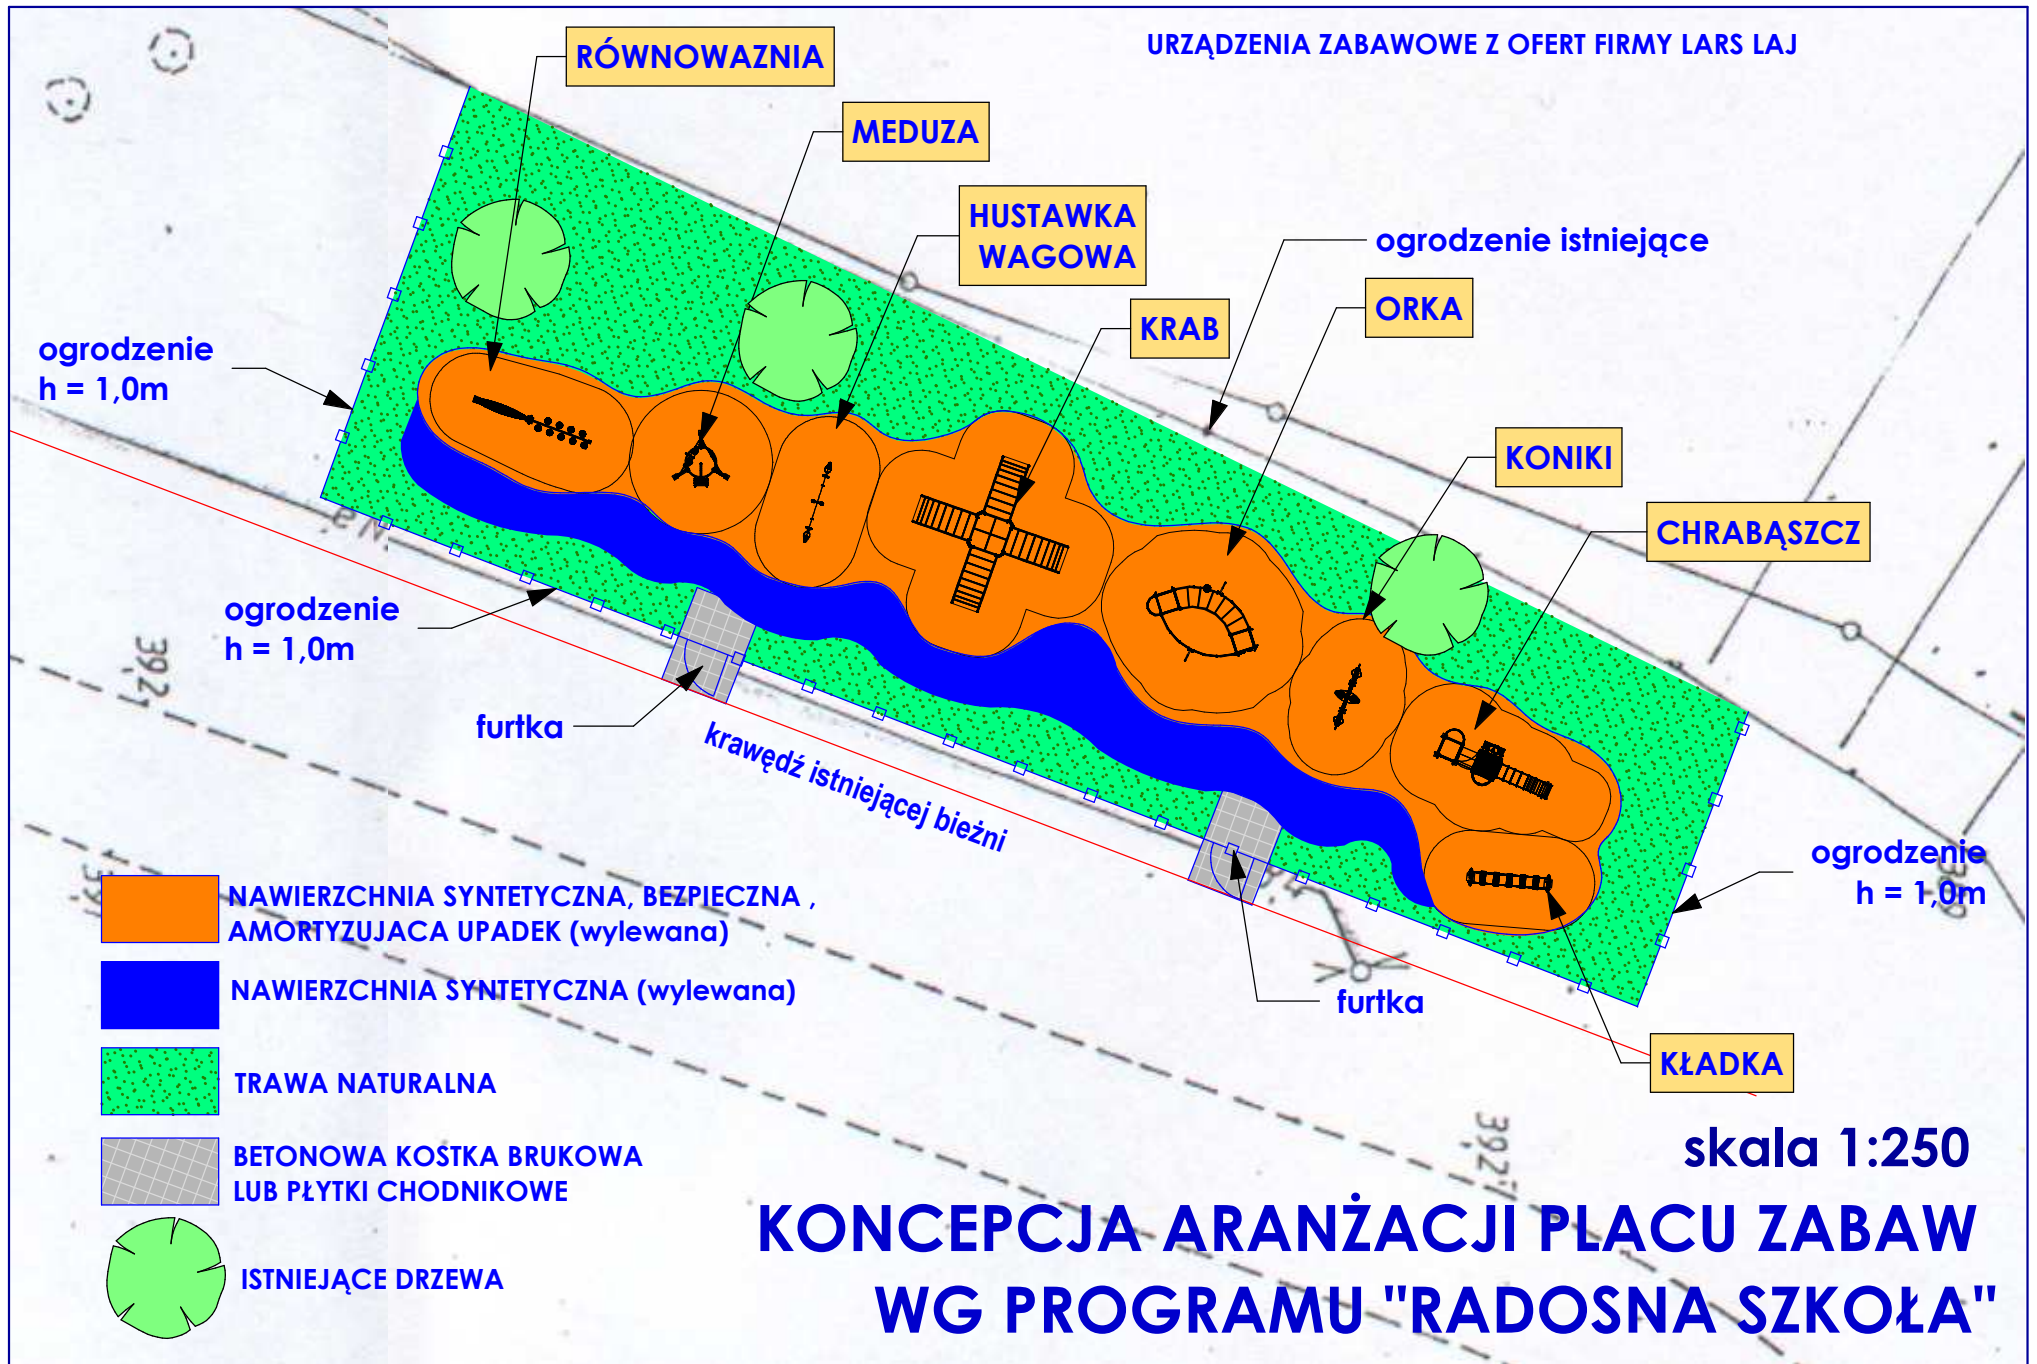 URZĄDZENIA ZABAWOWE Z OFERT FIRMY LARS LAJ
RÓWNOWAZNIA
MEDUZA
HUSTAWKA
WAGOWA
ogrodzenie istniejące
KRAB
ORKA
ogrodzenie
h = 1,0m
KONIKI
CHRABĄSZCZ
ogrodzenie
h = 1,0m
furtka
krawędź istniejącej bieżni
ogrodzenie
h = 1,0m
furtka
KŁADKA
NAWIERZCHNIA SYNTETYCZNA, BEZPIECZNA ,
AMORTYZUJACA UPADEK (wylewana)
NAWIERZCHNIA SYNTETYCZNA (wylewana)
TRAWA NATURALNA
BETONOWA KOSTKA BRUKOWA
LUB PŁYTKI CHODNIKOWE
ISTNIEJĄCE DRZEWA
skala 1:250
KONCEPCJA ARANŻACJI PLACU ZABAW
WG PROGRAMU "RADOSNA SZKOŁA"